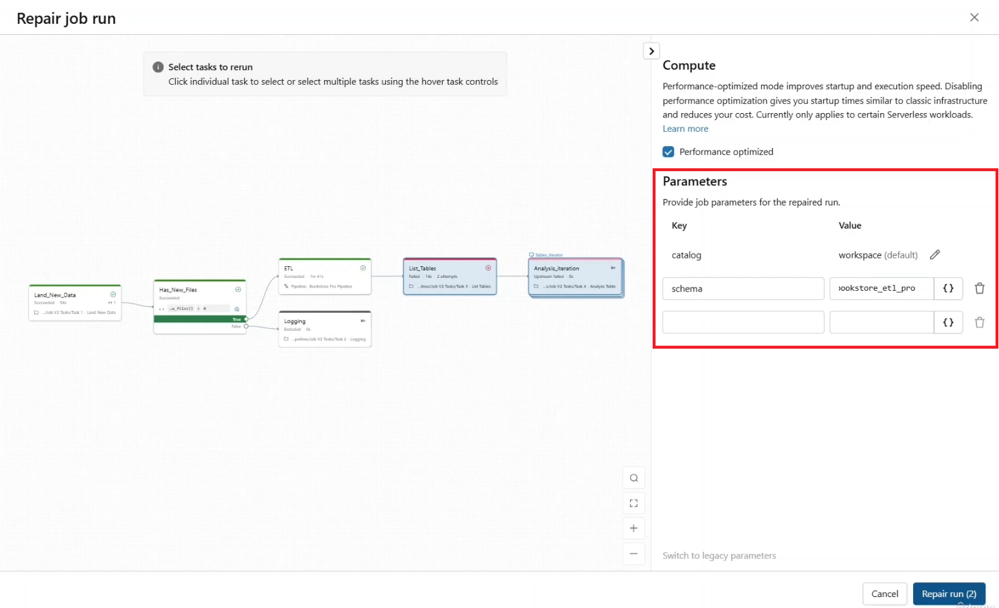 Repair job run
Select tasks to rerun
Click individual task to select or select multiple tasks using the hover task controls
Land_New_Data
Succeeded · 54s
1
.../Job V2 Tasks/Task 1 - Land New Data
Has_New_Files
Succeeded
...w_files}} > 0
True
False
ETL
Succeeded · 1m 41s
Pipeline: Bookstore Pro Pipeline
Logging
Excluded · 0s
...pelines/Job V2 Tasks/Task 2 - Logging
List_Tables
Failed · 14s · 2 attempts
...lines/Job V2 Tasks/Task 3 - List Tables
Tables_Iterator
Analysis_iteration
Upstream failed · 0s
...s/Job V2 Tasks/Task 4 - Analyze Table
Compute
Performance-optimized mode improves startup and execution speed. Disabling
performance optimization gives you startup times similar to classic infrastructure
and reduces your cost. Currently only applies to certain Serverless workloads.
Learn more
Performance optimized
Parameters
Provide job parameters for the repaired run.
Key Value
catalog workspace (default)
schema bookstore_etl_pro { }
{ }
Switch to legacy parameters
Cancel Repair run (2)